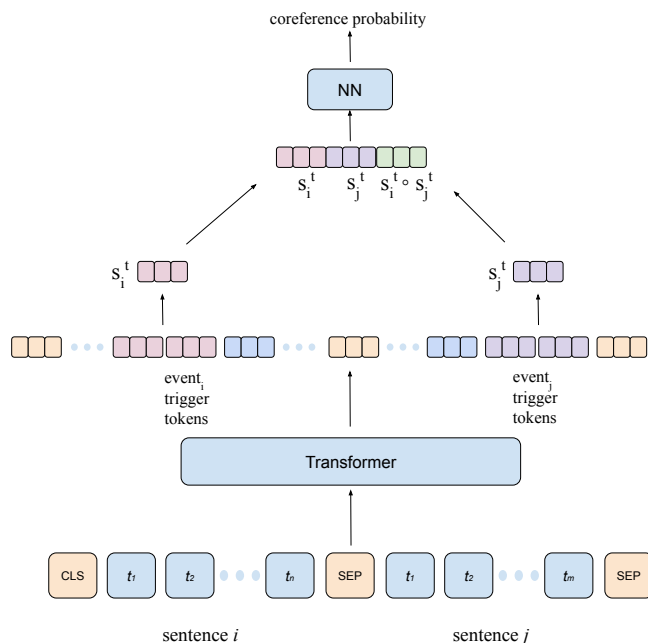 coreference probability
NN
S_i^t S_j^t S_i^t ∘ S_j^t
S_i^t S_j^t
event_i event_j
trigger trigger
tokens tokens
Transformer
CLS t_1 t_2 t_n SEP t_1 t_2 t_m SEP
sentence i sentence j